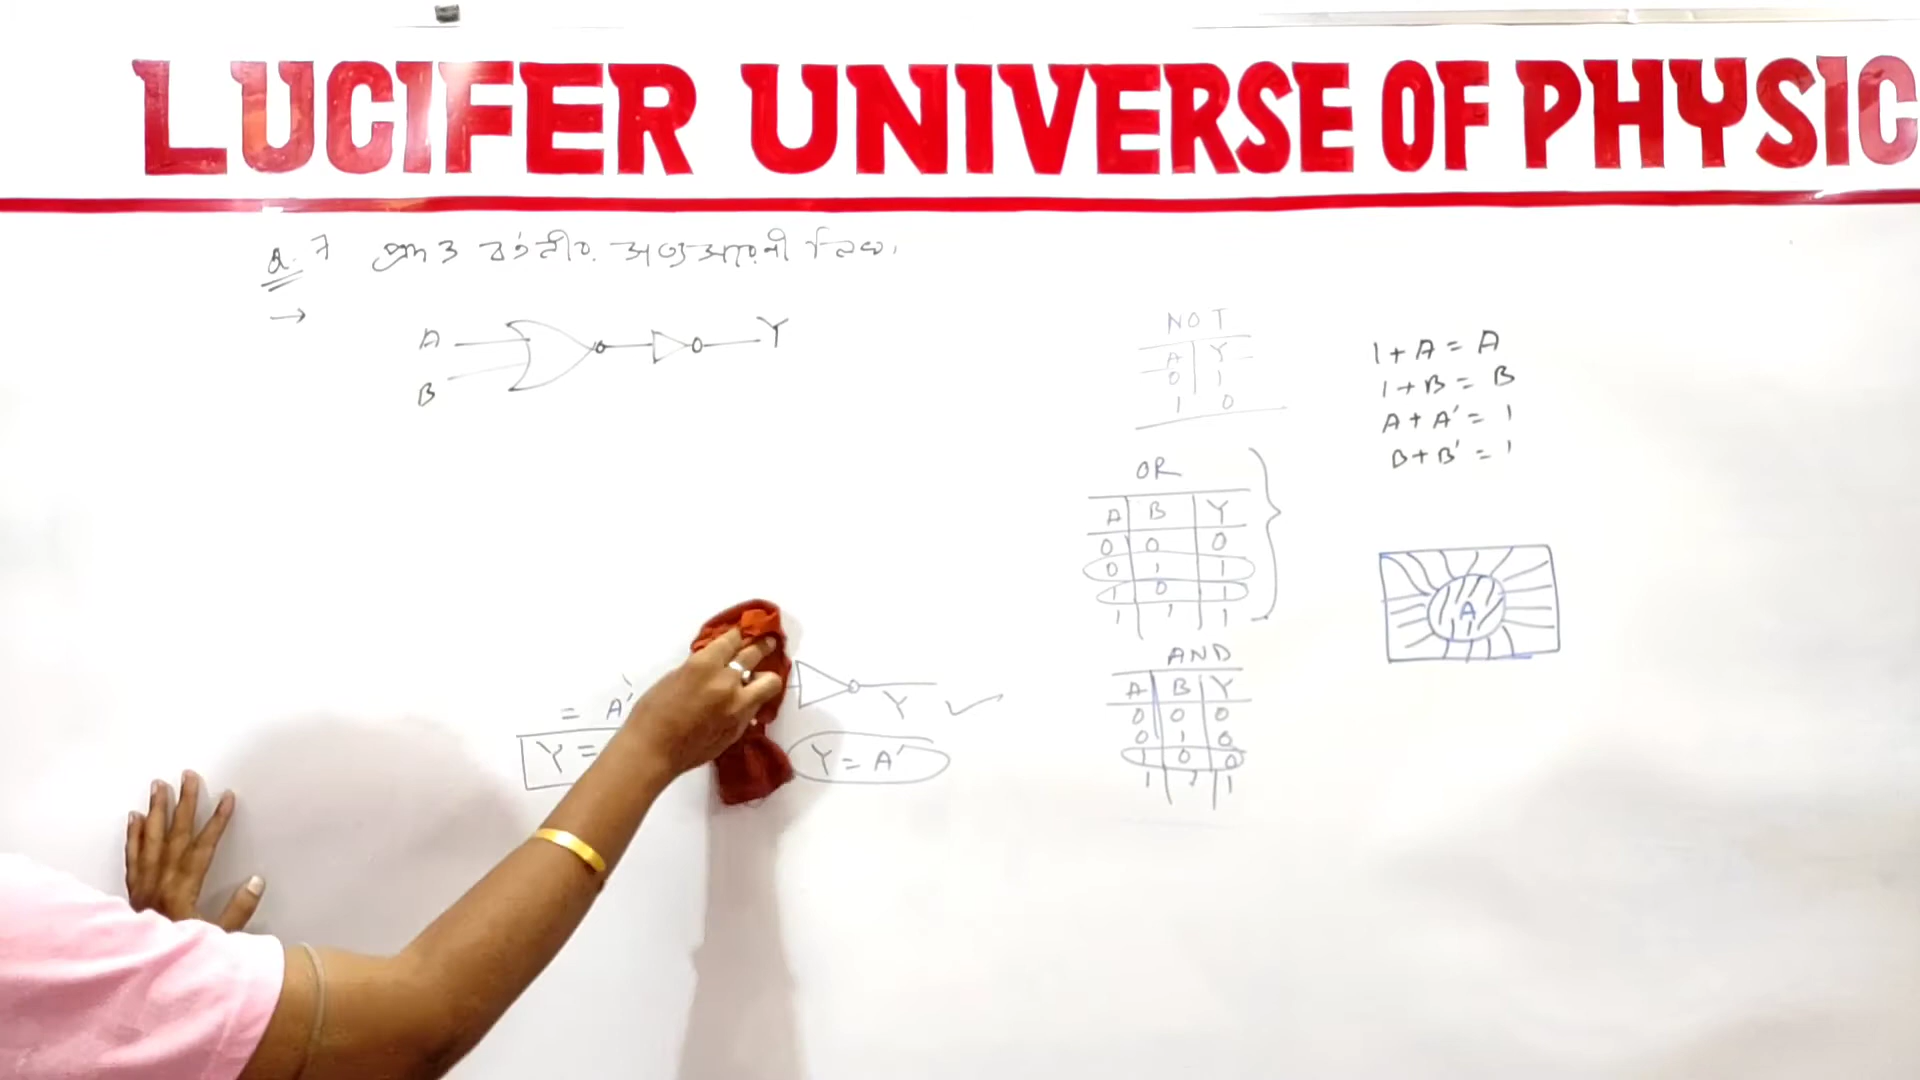 LUCIFER UNIVERSE OF PHYSIC
Q. 7
→
A
B
Y
= A'
Y =
Y
Y = A'
NOT
A Y
0 1
1 0
OR
A B Y
0 0 0
0 1 1
1 0 1
1 1 1
AND
A B Y
0 0 0
0 1 0
1 0 0
1 1 1
1 + A = A
1 + B = B
A + A' = 1
B + B' = 1
A